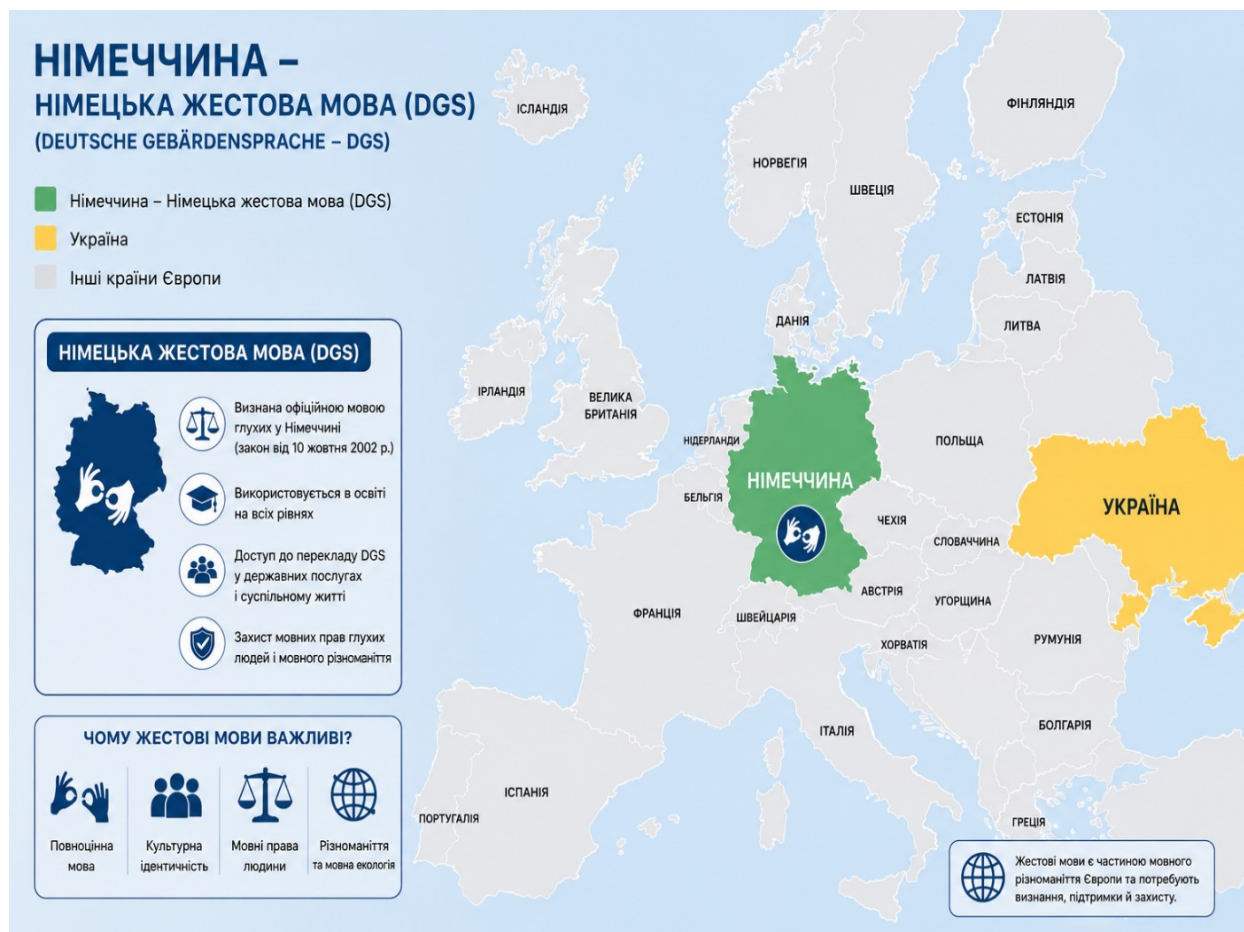 НІМЕЧЧИНА –
НІМЕЦЬКА ЖЕСТОВА МОВА (DGS)
(DEUTSCHE GEBÄRDENSPRACHE – DGS)
Німеччина – Німецька жестова мова (DGS)
Україна
Інші країни Європи
НІМЕЦЬКА ЖЕСТОВА МОВА (DGS)
Визнана офіційною мовою
глухих у Німеччині
(закон від 10 жовтня 2002 р.)
Використовується в освіті
на всіх рівнях
Доступ до перекладу DGS
у державних послугах
і суспільному житті
Захист мовних прав глухих
людей і мовного різноманіття
ЧОМУ ЖЕСТОВІ МОВИ ВАЖЛИВІ?
Повноцінна
мова
Культурна
ідентичність
Мовні права
людини
Різноманіття
та мовна екологія
ІСЛАНДІЯ
ФІНЛЯНДІЯ
НОРВЕГІЯ
ШВЕЦІЯ
ЕСТОНІЯ
ЛАТВІЯ
ЛИТВА
ДАНІЯ
ІРЛАНДІЯ
ВЕЛИКА
БРИТАНІЯ
НІДЕРЛАНДИ
ПОЛЬЩА
НІМЕЧЧИНА
БЕЛЬГІЯ
УКРАЇНА
ЧЕХІЯ
СЛОВАЧЧИНА
АВСТРІЯ
УГОРЩИНА
ФРАНЦІЯ
ШВЕЙЦАРІЯ
ХОРВАТІЯ
РУМУНІЯ
ІТАЛІЯ
БОЛГАРІЯ
ІСПАНІЯ
ПОРТУГАЛІЯ
ГРЕЦІЯ
Жестові мови є частиною мовного
різноманіття Європи та потребують
визнання, підтримки й захисту.